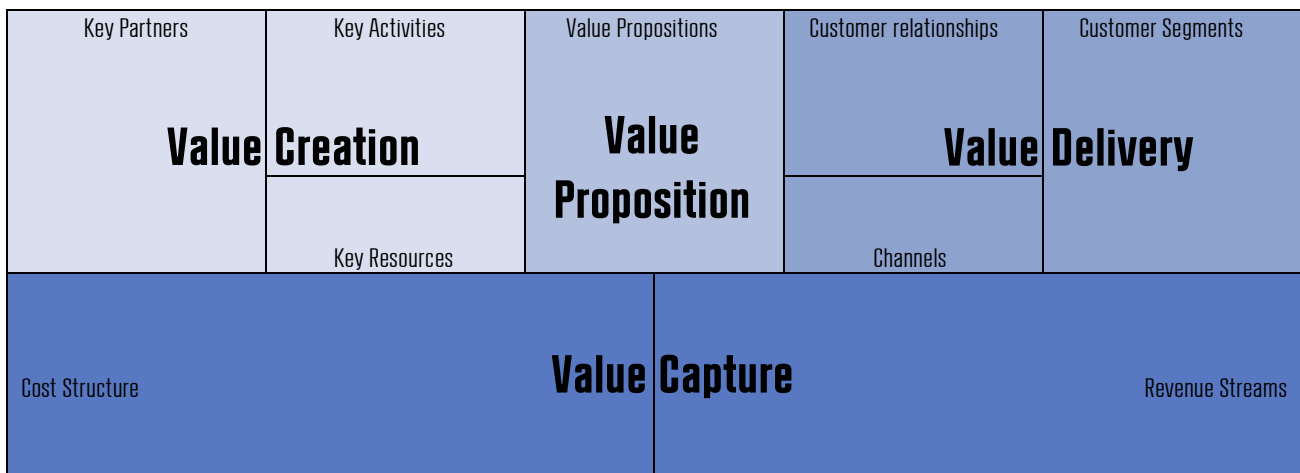 Key Partners
Key Activities
Value Propositions
Customer relationships
Customer Segments
Value Creation
Value
Proposition
Value Delivery
Key Resources
Channels
Cost Structure
Value Capture
Revenue Streams